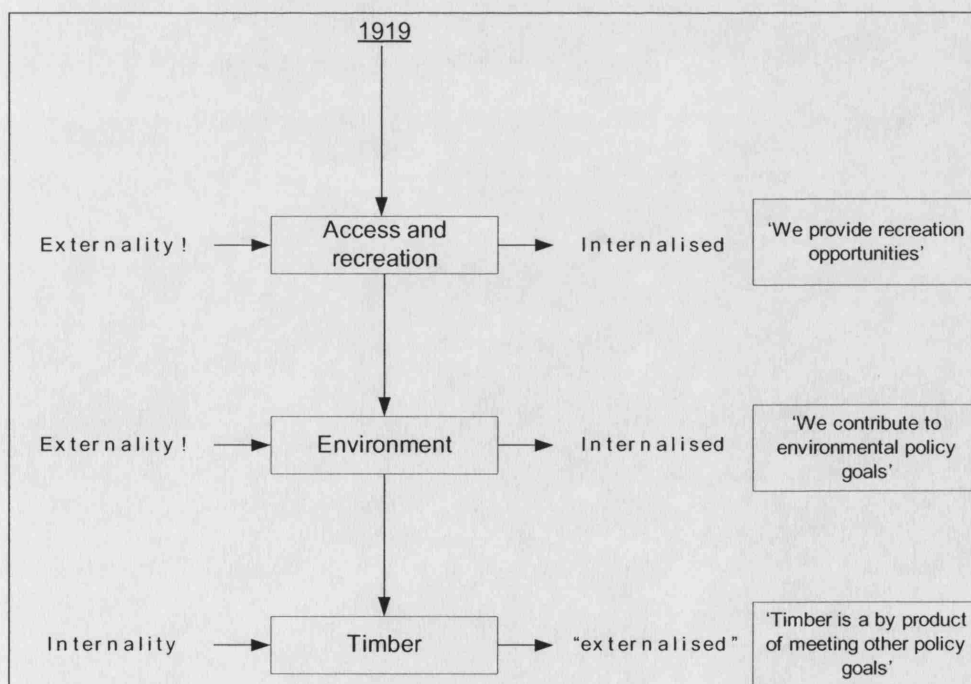 1919
Externality!
Access and
recreation
Internalised
‘We provide recreation
opportunities’
Externality!
Environment
Internalised
‘We contribute to
environmental policy
goals’
Internality
Timber
"externalised"
‘Timber is a by product
of meeting other policy
goals’